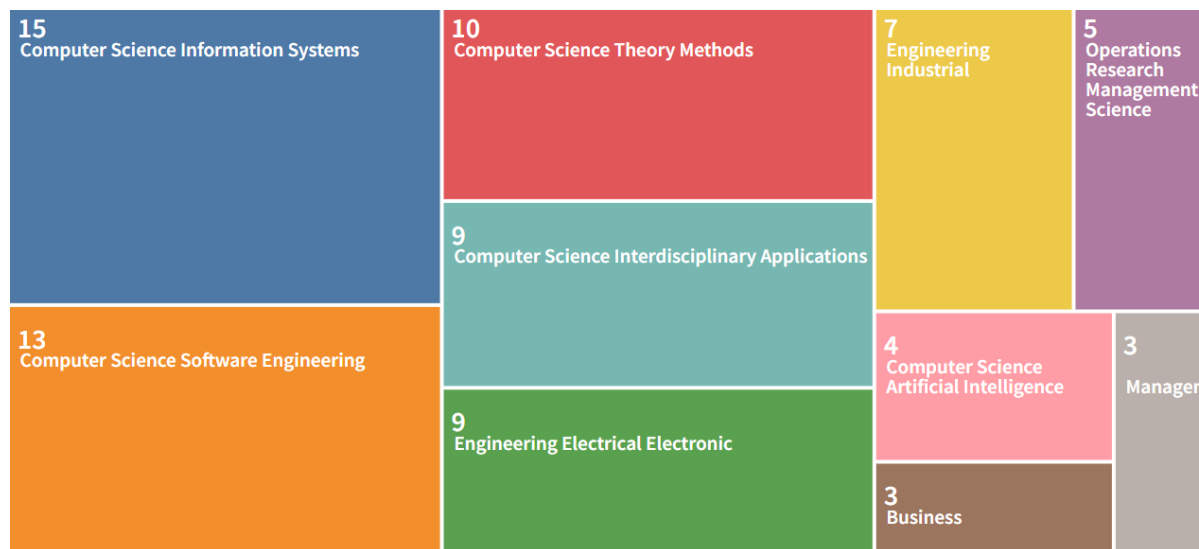 15
Computer Science Information Systems
13
Computer Science Software Engineering
10
Computer Science Theory Methods
9
Computer Science Interdisciplinary Applications
9
Engineering Electrical Electronic
7
Engineering
Industrial
5
Operations
Research
Management
Science
4
Computer Science
Artificial Intelligence
3
Business
3